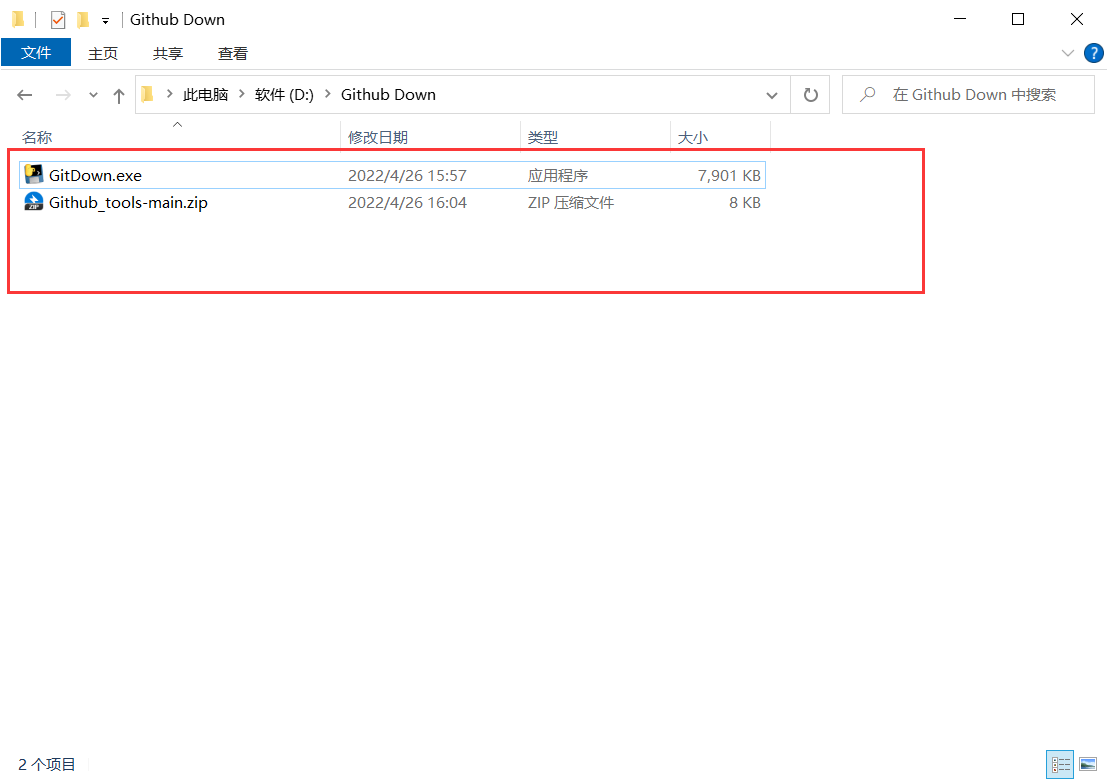 Github Down
文件 主页 共享 查看
此电脑 软件 (D:) Github Down 在 Github Down 中搜索
名称 修改日期 类型 大小
GitDown.exe 2022/4/26 15:57 应用程序 7,901 KB
Github_tools-main.zip 2022/4/26 16:04 ZIP 压缩文件 8 KB
2 个项目